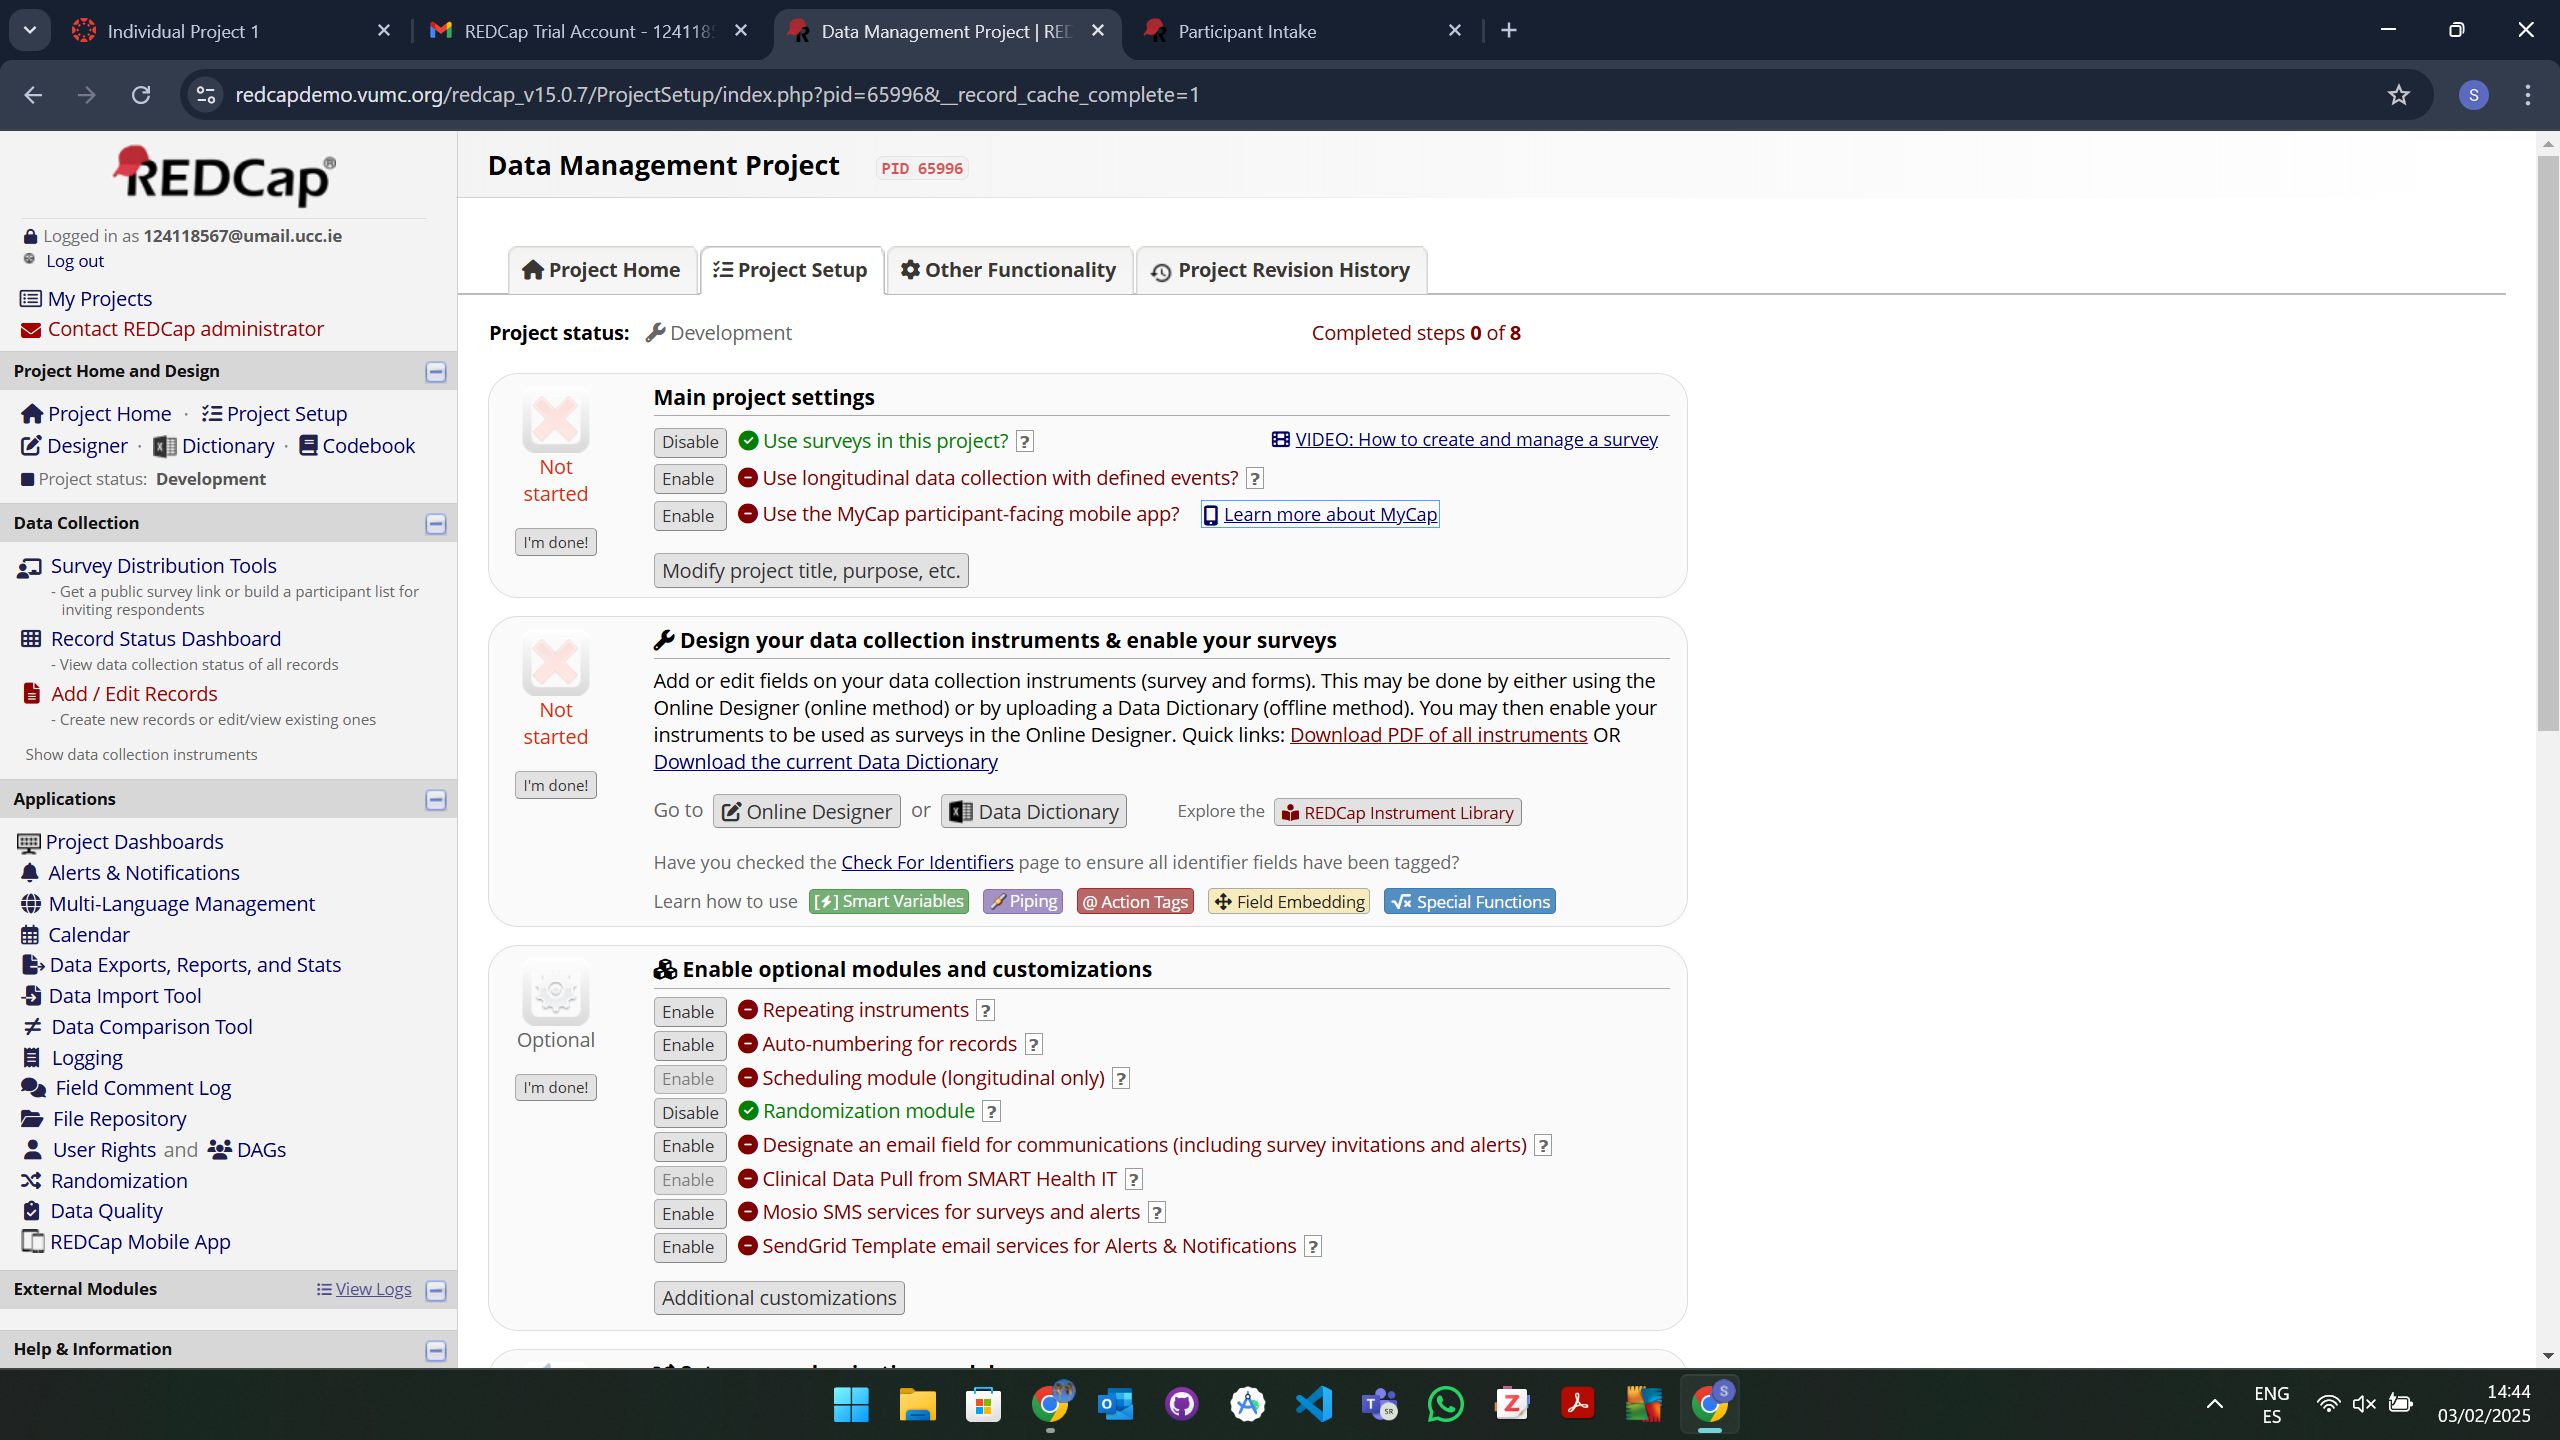 Individual Project 1
REDCap Trial Account - 124118
Data Management Project | RED
Participant Intake
redcapdemo.vumc.org/redcap_v15.0.7/ProjectSetup/index.php?pid=65996&__record_cache_complete=1
S
REDCap®
Logged in as 124118567@umail.ucc.ie
Log out
My Projects
Contact REDCap administrator
Project Home and Design
Project Home · Project Setup
Designer · Dictionary · Codebook
Project status: Development
Data Collection
Survey Distribution Tools
- Get a public survey link or build a participant list for
inviting respondents
Record Status Dashboard
- View data collection status of all records
Add / Edit Records
- Create new records or edit/view existing ones
Show data collection instruments
Applications
Project Dashboards
Alerts & Notifications
Multi-Language Management
Calendar
Data Exports, Reports, and Stats
Data Import Tool
Data Comparison Tool
Logging
Field Comment Log
File Repository
User Rights and DAGs
Randomization
Data Quality
REDCap Mobile App
External Modules View Logs
Help & Information
Data Management Project PID 65996
Project Home
Project Setup
Other Functionality
Project Revision History
Project status: Development
Completed steps 0 of 8
Not
started
I'm done!
Main project settings
Disable Use surveys in this project? ? VIDEO: How to create and manage a survey
Enable Use longitudinal data collection with defined events? ?
Enable Use the MyCap participant-facing mobile app? Learn more about MyCap
Modify project title, purpose, etc.
Not
started
I'm done!
Design your data collection instruments & enable your surveys
Add or edit fields on your data collection instruments (survey and forms). This may be done by either using the
Online Designer (online method) or by uploading a Data Dictionary (offline method). You may then enable your
instruments to be used as surveys in the Online Designer. Quick links: Download PDF of all instruments OR
Download the current Data Dictionary
Go to Online Designer or Data Dictionary Explore the REDCap Instrument Library
Have you checked the Check For Identifiers page to ensure all identifier fields have been tagged?
Learn how to use [⚡] Smart Variables Piping @ Action Tags Field Embedding √x Special Functions
Optional
I'm done!
Enable optional modules and customizations
Enable Repeating instruments ?
Enable Auto-numbering for records ?
Enable Scheduling module (longitudinal only) ?
Disable Randomization module ?
Enable Designate an email field for communications (including survey invitations and alerts) ?
Enable Clinical Data Pull from SMART Health IT ?
Enable Mosio SMS services for surveys and alerts ?
Enable SendGrid Template email services for Alerts & Notifications ?
Additional customizations
ENG
ES
14:44
03/02/2025